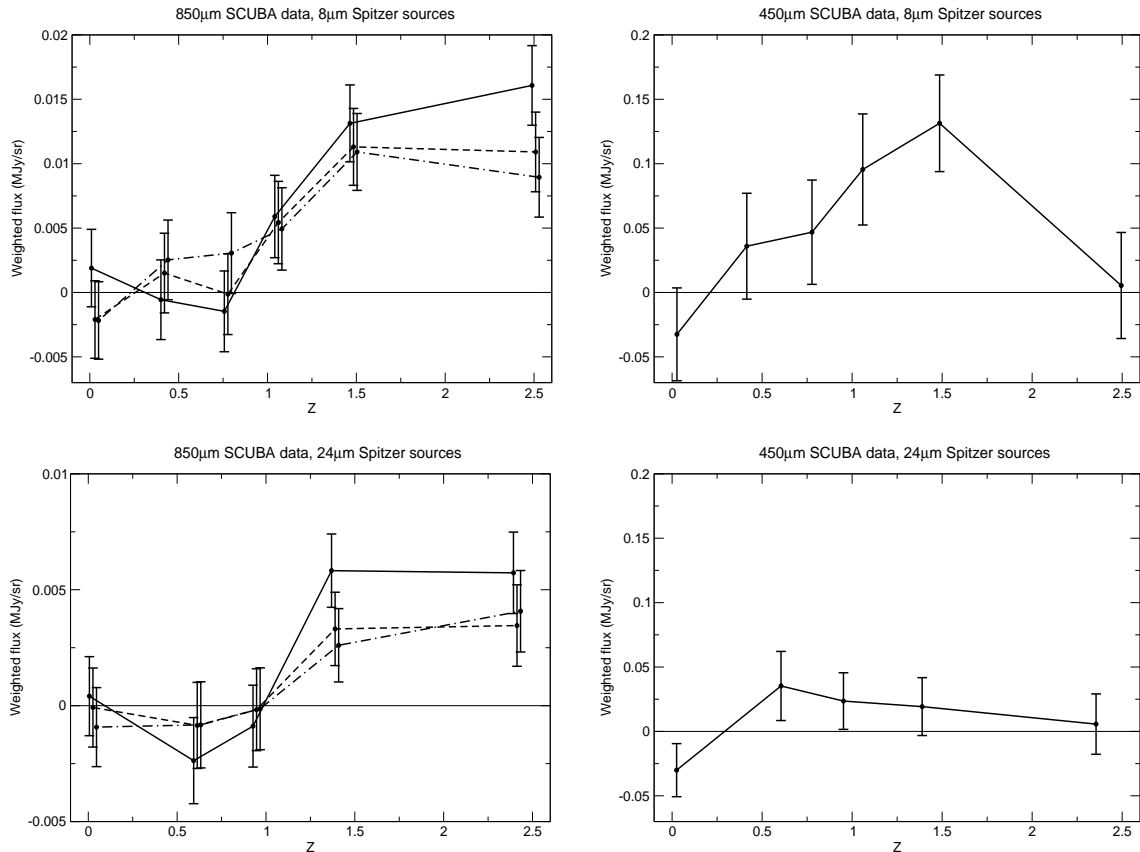 850μm SCUBA data, 8μm Spitzer sources
0.02
0.015
0.01
0.005
0
-0.005
Weighted flux (MJy/sr)
0 0.5 1 1.5 2 2.5
Z
450μm SCUBA data, 8μm Spitzer sources
0.2
0.15
0.1
0.05
0
-0.05
Weighted flux (MJy/sr)
0 0.5 1 1.5 2 2.5
Z
850μm SCUBA data, 24μm Spitzer sources
0.01
0.005
0
-0.005
Weighted flux (MJy/sr)
0 0.5 1 1.5 2 2.5
Z
450μm SCUBA data, 24μm Spitzer sources
0.2
0.15
0.1
0.05
0
-0.05
Weighted flux (MJy/sr)
0 0.5 1 1.5 2 2.5
Z